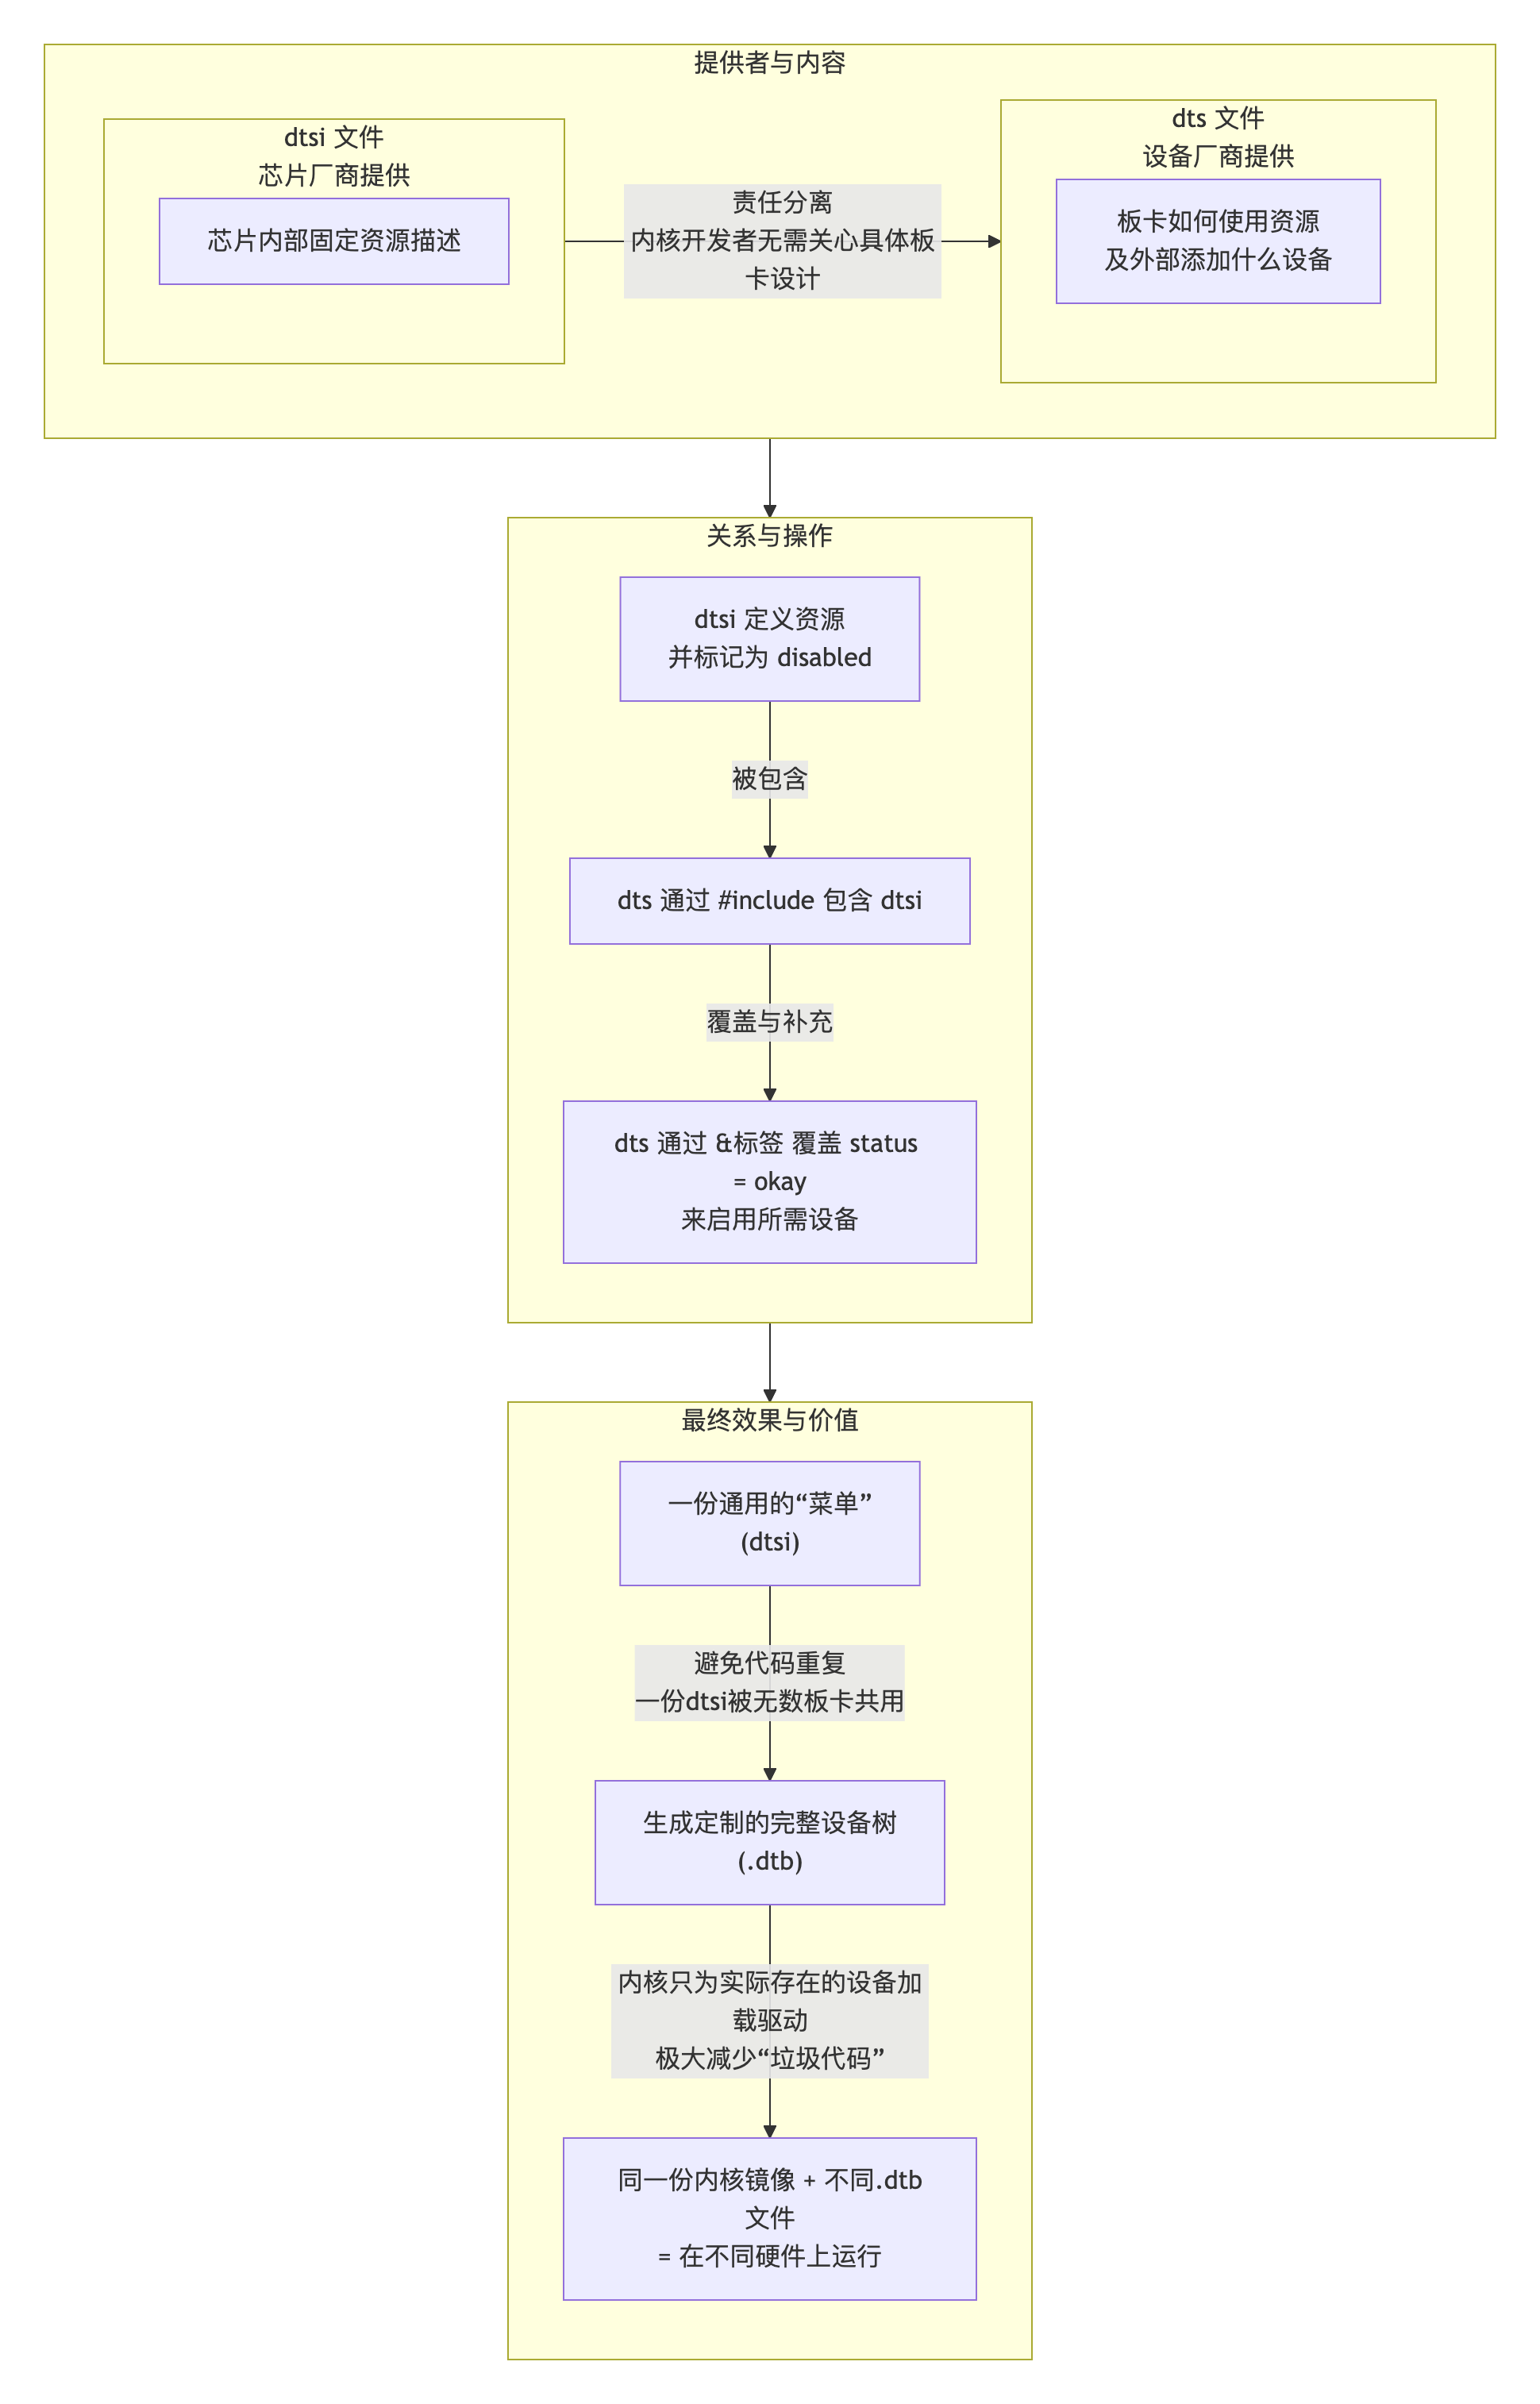 提供者与内容
dtsi 文件
芯片厂商提供
芯片内部固定资源描述
责任分离
内核开发者无需关心具体板
卡设计
dts 文件
设备厂商提供
板卡如何使用资源
及外部添加什么设备
关系与操作
dtsi 定义资源
并标记为 disabled
被包含
dts 通过 #include 包含 dtsi
覆盖与补充
dts 通过 &标签 覆盖 status
= okay
来启用所需设备
最终效果与价值
一份通用的“菜单”
(dtsi)
避免代码重复
一份dtsi被无数板卡共用
生成定制的完整设备树
(.dtb)
内核只为实际存在的设备加
载驱动
极大减少“垃圾代码”
同一份内核镜像 + 不同.dtb
文件
= 在不同硬件上运行